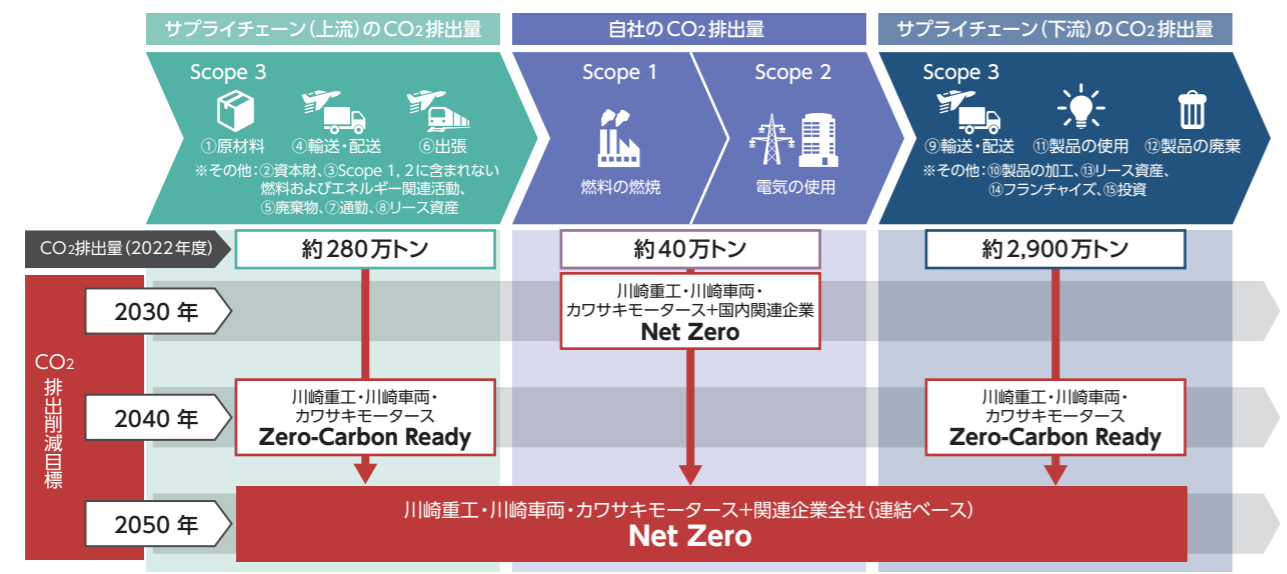 サプライチェーン(上流)のCO2排出量
自社のCO2排出量
サプライチェーン(下流)のCO2排出量
Scope 3
①原材料
④輸送・配送
⑥出張
※その他:②資本財、③Scope 1, 2に含まれない
燃料およびエネルギー関連活動、
⑤廃棄物、⑦通勤、⑧リース資産
Scope 1
燃料の燃焼
Scope 2
電気の使用
Scope 3
⑨輸送・配送
⑪製品の使用
⑫製品の廃棄
※その他:⑩製品の加工、⑬リース資産、
⑭フランチャイズ、⑮投資
CO2排出量(2022年度)
約280万トン
約40万トン
約2,900万トン
CO2
排出削減目標
2030 年
川崎重工・川崎車両・
カワサキモータース+国内関連企業
Net Zero
2040 年
川崎重工・川崎車両・
カワサキモータース
Zero-Carbon Ready
川崎重工・川崎車両・
カワサキモータース
Zero-Carbon Ready
2050 年
川崎重工・川崎車両・カワサキモータース+関連企業全社(連結ベース)
Net Zero